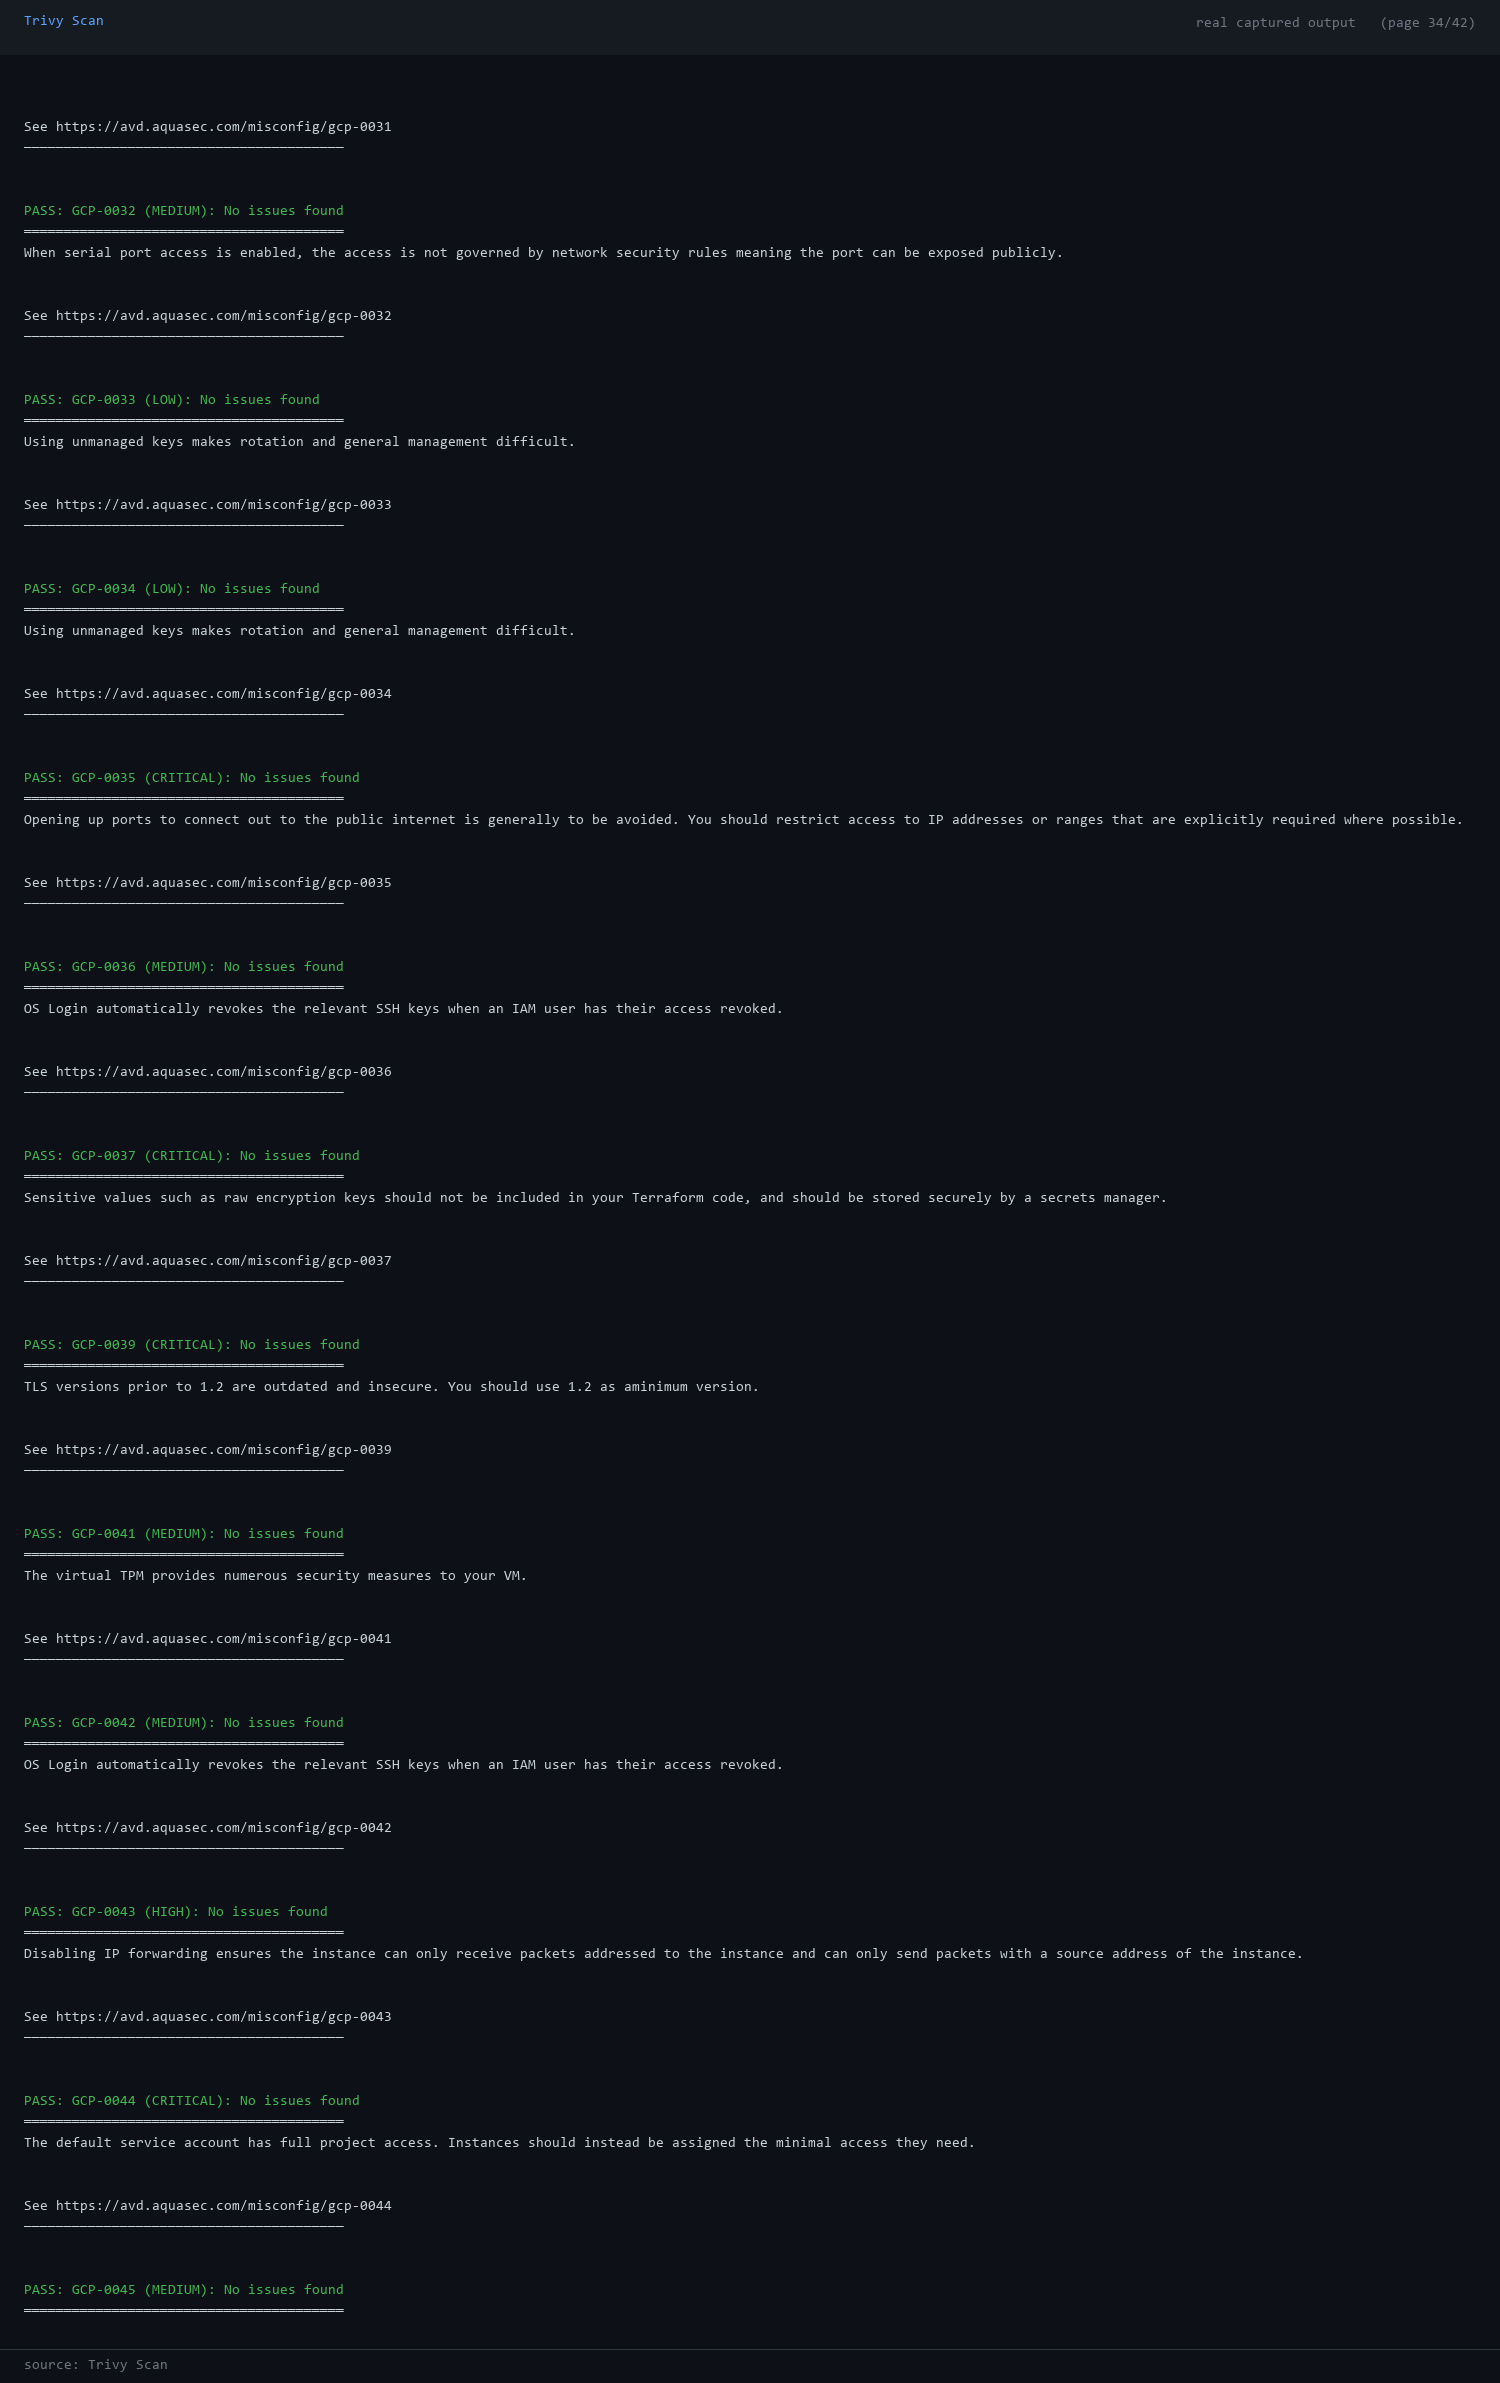 Trivy Scan
real captured output   (page 34/42)
See https://avd.aquasec.com/misconfig/gcp-0031
────────────────────────────────────────
PASS: GCP-0032 (MEDIUM): No issues found
════════════════════════════════════════
When serial port access is enabled, the access is not governed by network security rules meaning the port can be exposed publicly.
See https://avd.aquasec.com/misconfig/gcp-0032
────────────────────────────────────────
PASS: GCP-0033 (LOW): No issues found
════════════════════════════════════════
Using unmanaged keys makes rotation and general management difficult.
See https://avd.aquasec.com/misconfig/gcp-0033
────────────────────────────────────────
PASS: GCP-0034 (LOW): No issues found
════════════════════════════════════════
Using unmanaged keys makes rotation and general management difficult.
See https://avd.aquasec.com/misconfig/gcp-0034
────────────────────────────────────────
PASS: GCP-0035 (CRITICAL): No issues found
════════════════════════════════════════
Opening up ports to connect out to the public internet is generally to be avoided. You should restrict access to IP addresses or ranges that are explicitly required where possible.
See https://avd.aquasec.com/misconfig/gcp-0035
────────────────────────────────────────
PASS: GCP-0036 (MEDIUM): No issues found
════════════════════════════════════════
OS Login automatically revokes the relevant SSH keys when an IAM user has their access revoked.
See https://avd.aquasec.com/misconfig/gcp-0036
────────────────────────────────────────
PASS: GCP-0037 (CRITICAL): No issues found
════════════════════════════════════════
Sensitive values such as raw encryption keys should not be included in your Terraform code, and should be stored securely by a secrets manager.
See https://avd.aquasec.com/misconfig/gcp-0037
────────────────────────────────────────
PASS: GCP-0039 (CRITICAL): No issues found
════════════════════════════════════════
TLS versions prior to 1.2 are outdated and insecure. You should use 1.2 as aminimum version.
See https://avd.aquasec.com/misconfig/gcp-0039
────────────────────────────────────────
PASS: GCP-0041 (MEDIUM): No issues found
════════════════════════════════════════
The virtual TPM provides numerous security measures to your VM.
See https://avd.aquasec.com/misconfig/gcp-0041
────────────────────────────────────────
PASS: GCP-0042 (MEDIUM): No issues found
════════════════════════════════════════
OS Login automatically revokes the relevant SSH keys when an IAM user has their access revoked.
See https://avd.aquasec.com/misconfig/gcp-0042
────────────────────────────────────────
PASS: GCP-0043 (HIGH): No issues found
════════════════════════════════════════
Disabling IP forwarding ensures the instance can only receive packets addressed to the instance and can only send packets with a source address of the instance.
See https://avd.aquasec.com/misconfig/gcp-0043
────────────────────────────────────────
PASS: GCP-0044 (CRITICAL): No issues found
════════════════════════════════════════
The default service account has full project access. Instances should instead be assigned the minimal access they need.
See https://avd.aquasec.com/misconfig/gcp-0044
────────────────────────────────────────
PASS: GCP-0045 (MEDIUM): No issues found
════════════════════════════════════════
source: Trivy Scan